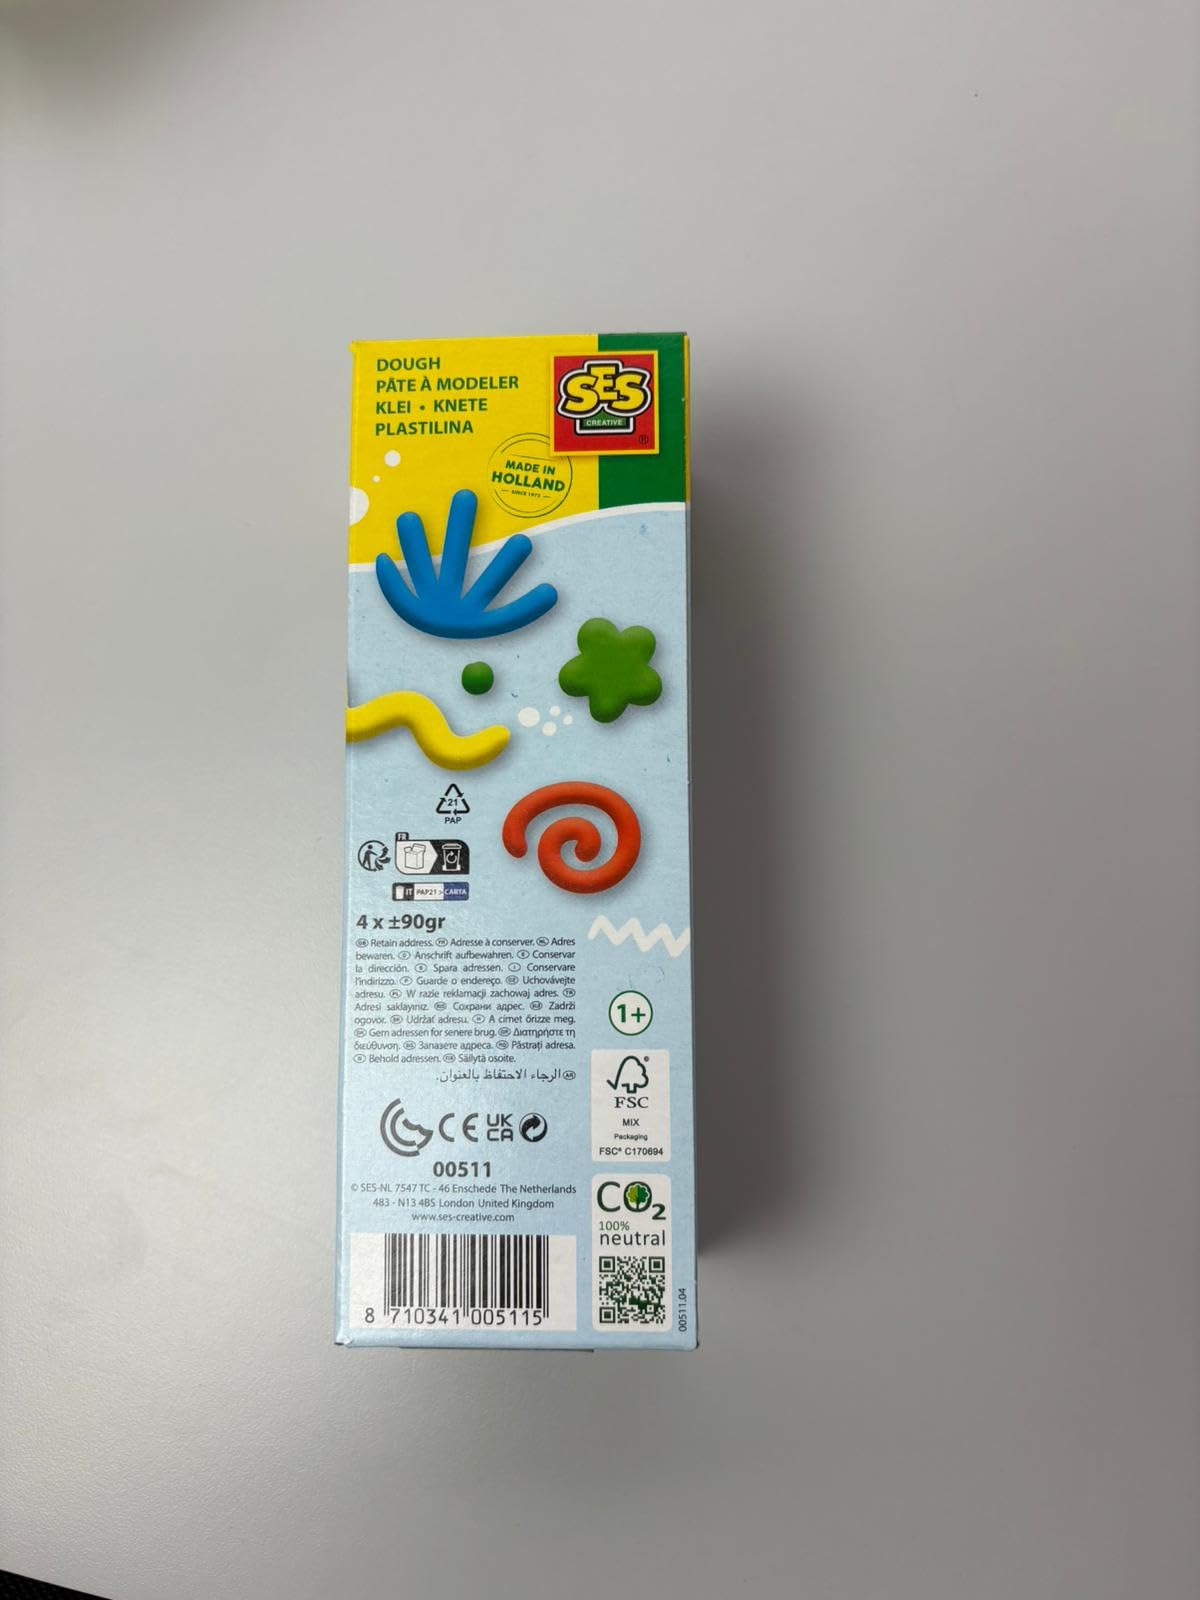 DOUGH
PÂTE À MODELER
KLEI • KNETE
PLASTILINA
SES
CREATIVE
®
MADE IN
HOLLAND
SINCE 1972
21
PAP
FR
IT PAP21 > CARTA
4 x ±90gr
GB Retain address. FR Adresse à conserver. NL Adres
bewaren. D Anschrift aufbewahren. E Conservar
la dirección. S Spara adressen. I Conservare
l'indirizzo. P Guarde o endereço. CZ Uchovávejte
adresu. PL W razie reklamacji zachowaj adres. TR
Adresi saklayınız. RU Сохрани адрес. Zadrži
ogovor. SK Udržať adresu. H A címet őrizze meg.
Gem adressen for senere brug. GR Διατηρήστε τη
διεύθυνση. BG Запазете адреса. RO Păstrați adresa.
N Behold adressen. FIN Säilytä osoite.
AR الرجاء الاحتفاظ بالعنوان.
1+
FSC®
MIX
Packaging
FSC® C170694
CE UK
CA
00511
© SES-NL 7547 TC - 46 Enschede The Netherlands
483 - N13 4BS London United Kingdom
www.ses-creative.com
CO2
100%
neutral
8 710341 005115
00511.04